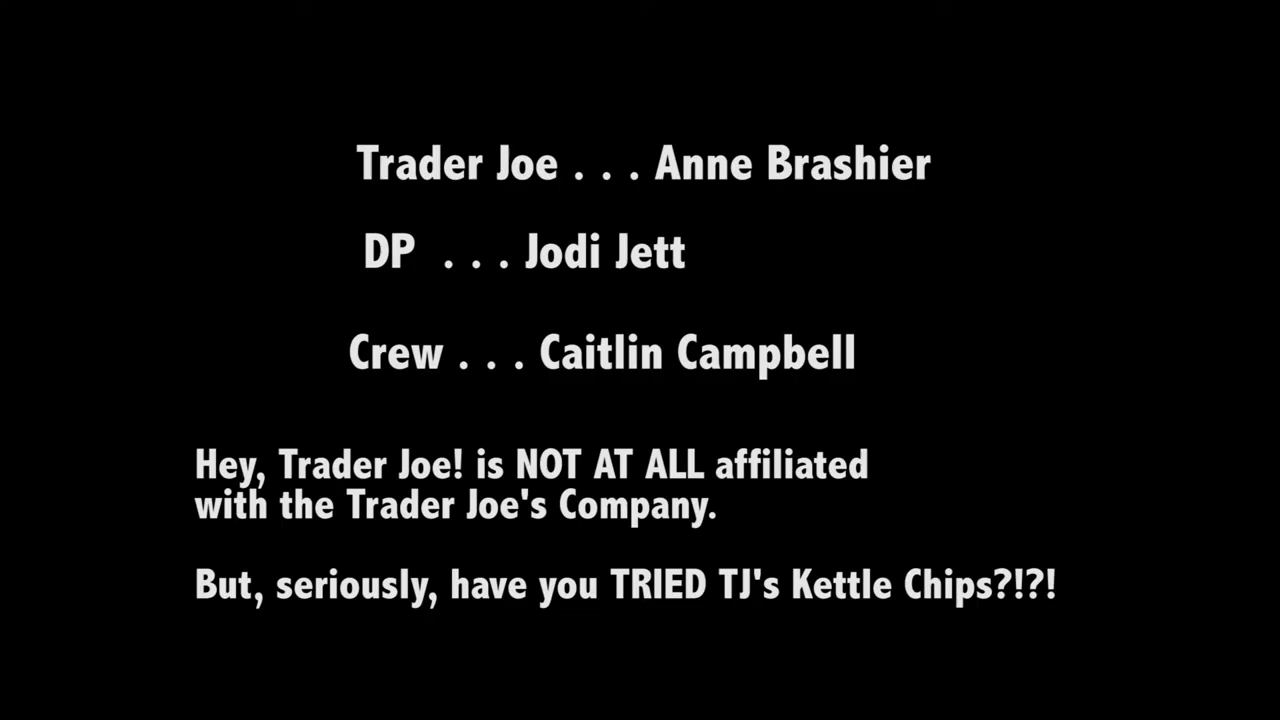 Trader Joe . . . Anne Brashier
DP . . . Jodi Jett
Crew . . . Caitlin Campbell
Hey, Trader Joe! is NOT AT ALL affiliated
with the Trader Joe's Company.
But, seriously, have you TRIED TJ's Kettle Chips?!?!